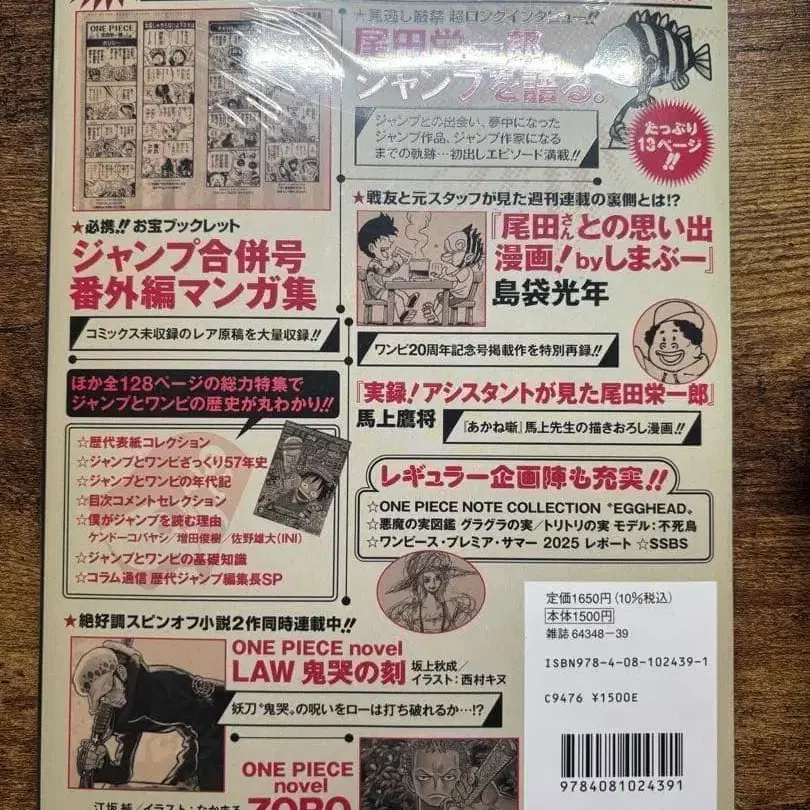 ONE PIECE
★見逃し厳禁 超ロングインタビュー!!
尾田栄一郎
ジャンプを語る。
ジャンプとの出会い、夢中になった
ジャンプ作品、ジャンプ作家になる
までの軌跡…初出しエピソード満載!!
たっぷり
13ページ
!!
★必携!! お宝ブックレット
ジャンプ合併号
番外編マンガ集
コミックス未収録のレア原稿を大量収録!!
★戦友と元スタッフが見た週刊連載の裏側とは!?
『尾田さんとの思い出
漫画!byしまぶー』
島袋光年
ワンピ20周年記念号掲載作を特別再録!!
『実録!アシスタントが見た尾田栄一郎』
馬上鷹将
『あかね噺』馬上先生の描きおろし漫画!!
ほか全128ページの総力特集で
ジャンプとワンピの歴史が丸わかり!!
☆歴代表紙コレクション
☆ジャンプとワンピざっくり57年史
☆ジャンプとワンピの年代記
☆目次コメントセレクション
☆僕がジャンプを読む理由
ケンドーコバヤシ/増田俊樹/佐野雄大(INI)
☆ジャンプとワンピの基礎知識
☆コラム通信 歴代ジャンプ編集長SP
レギュラー企画陣も充実!!
☆ONE PIECE NOTE COLLECTION “EGGHEAD„
☆悪魔の実図鑑 グラグラの実/トリトリの実 モデル:不死鳥
☆ワンピース・プレミア・サマー 2025 レポート ☆SSBS
★絶好調スピンオフ小説2作同時連載中!!
ONE PIECE novel
LAW 鬼哭の刻
坂上秋成/
イラスト:西村キヌ
妖刀“鬼哭„の呪いをローは打ち破れるか…!?
ONE PIECE
novel
ZORO
江坂 純/イラスト:なかまる
定価1650円(10%税込)
本体1500円
雑誌 64348-39
ISBN978-4-08-102439-1
C9476 ¥1500E
9784081024391